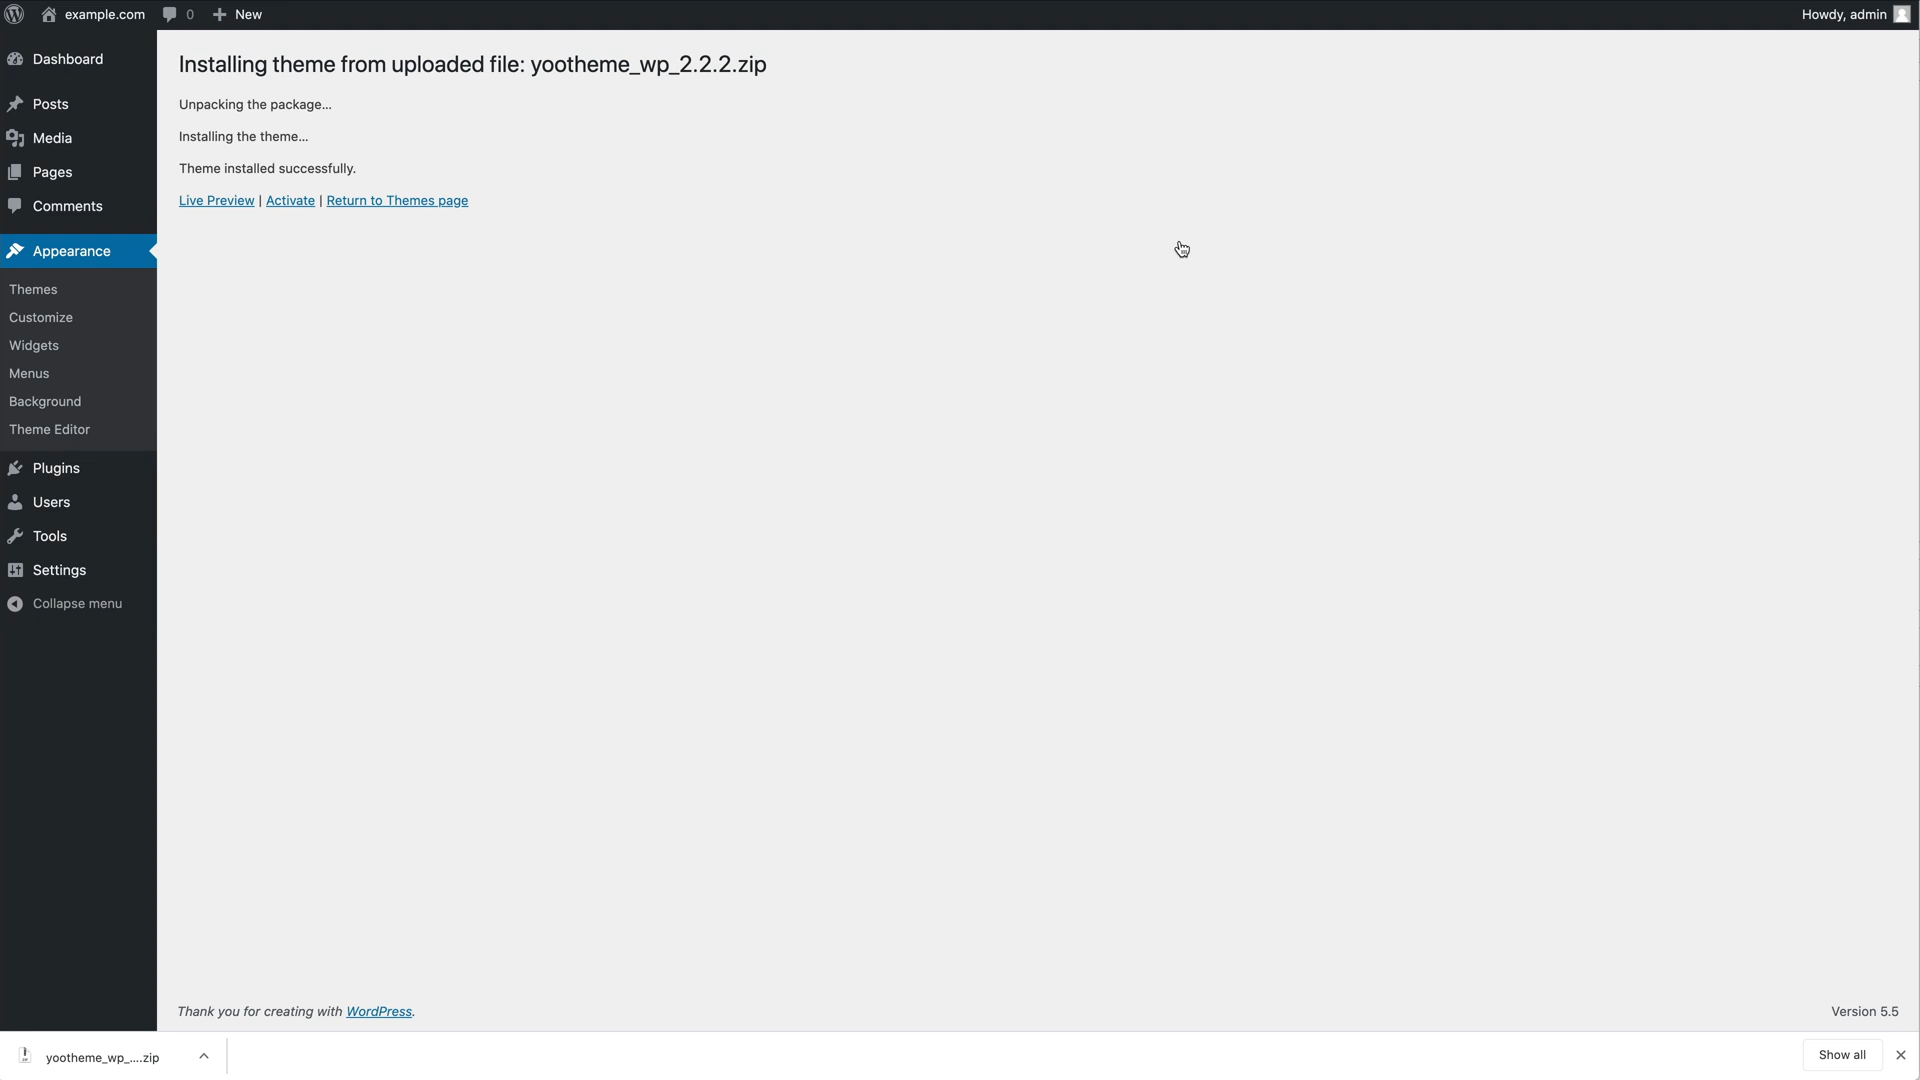 example.com 0 New Howdy, admin
Dashboard
Posts
Media
Pages
Comments
Appearance
Themes
Customize
Widgets
Menus
Background
Theme Editor
Plugins
Users
Tools
Settings
Collapse menu
Installing theme from uploaded file: yootheme_wp_2.2.2.zip
Unpacking the package...
Installing the theme...
Theme installed successfully.
Live Preview | Activate | Return to Themes page
Thank you for creating with WordPress. Version 5.5
yootheme_wp_....zip Show all